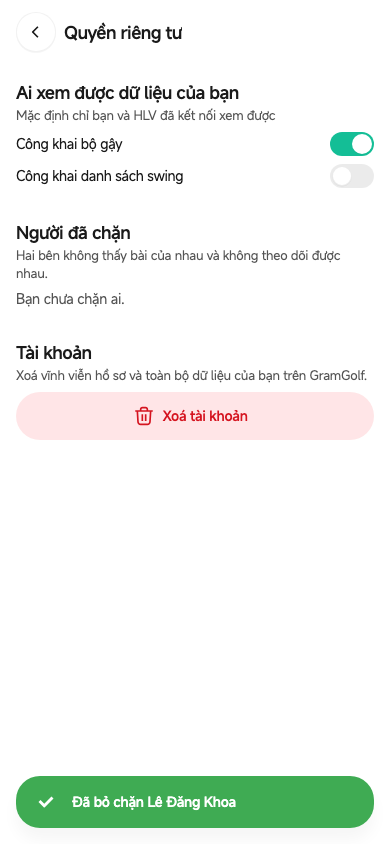 Quyền riêng tư
Ai xem được dữ liệu của bạn
Mặc định chỉ bạn và HLV đã kết nối xem được
Công khai bộ gậy
Công khai danh sách swing
Người đã chặn
Hai bên không thấy bài của nhau và không theo dõi được
nhau.
Bạn chưa chặn ai.
Tài khoản
Xoá vĩnh viễn hồ sơ và toàn bộ dữ liệu của bạn trên GramGolf.
Xoá tài khoản
Đã bỏ chặn Lê Đăng Khoa